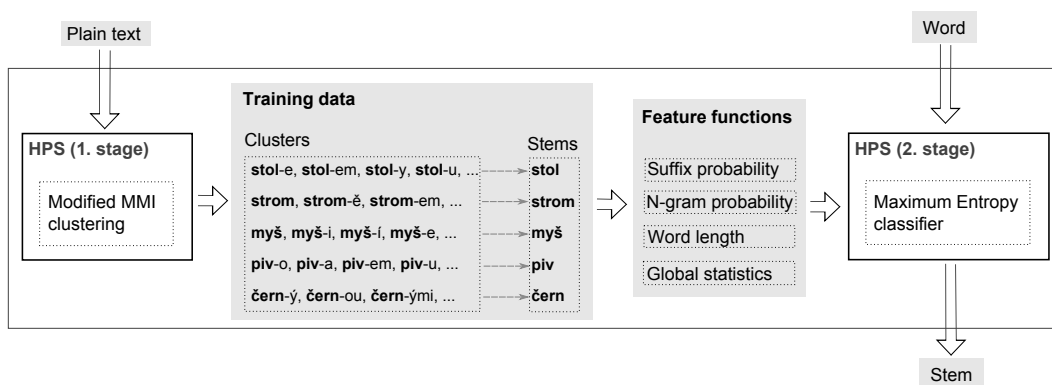 Plain text
Word
HPS (1. stage)
Modified MMI
clustering
Training data
Clusters
Stems
stol-e, stol-em, stol-y, stol-u, ...
stol
strom, strom-ě, strom-em, ...
strom
myš, myš-i, myš-í, myš-e, ...
myš
piv-o, piv-a, piv-em, piv-u, ...
piv
čern-ý, čern-ou, čern-ými, ...
čern
Feature functions
Suffix probability
N-gram probability
Word length
Global statistics
HPS (2. stage)
Maximum Entropy
classifier
Stem